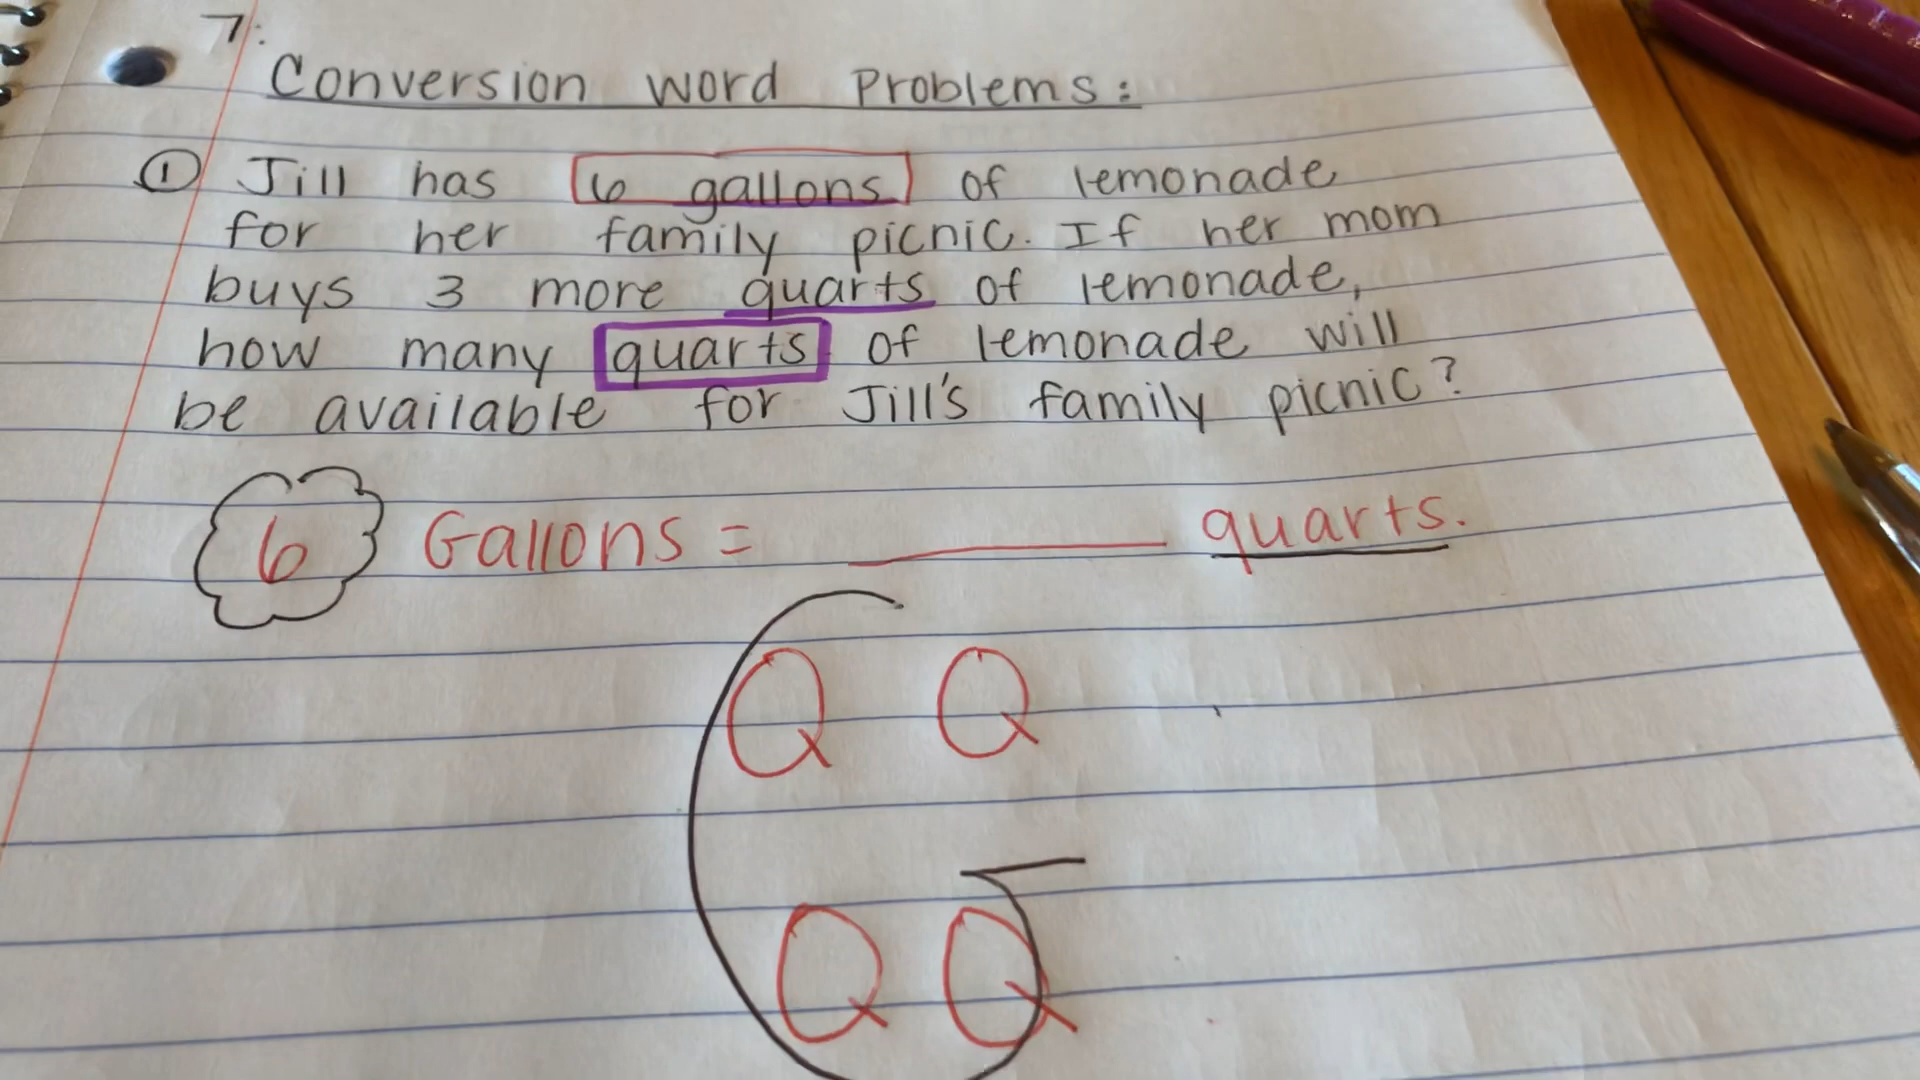 7.
Conversion word Problems:
① Jill has 6 gallons of lemonade
for her family picnic. If her mom
buys 3 more quarts of lemonade,
how many quarts of lemonade will
be available for Jill's family picnic?
6 Gallons = ________ quarts.
G
Q Q
Q Q